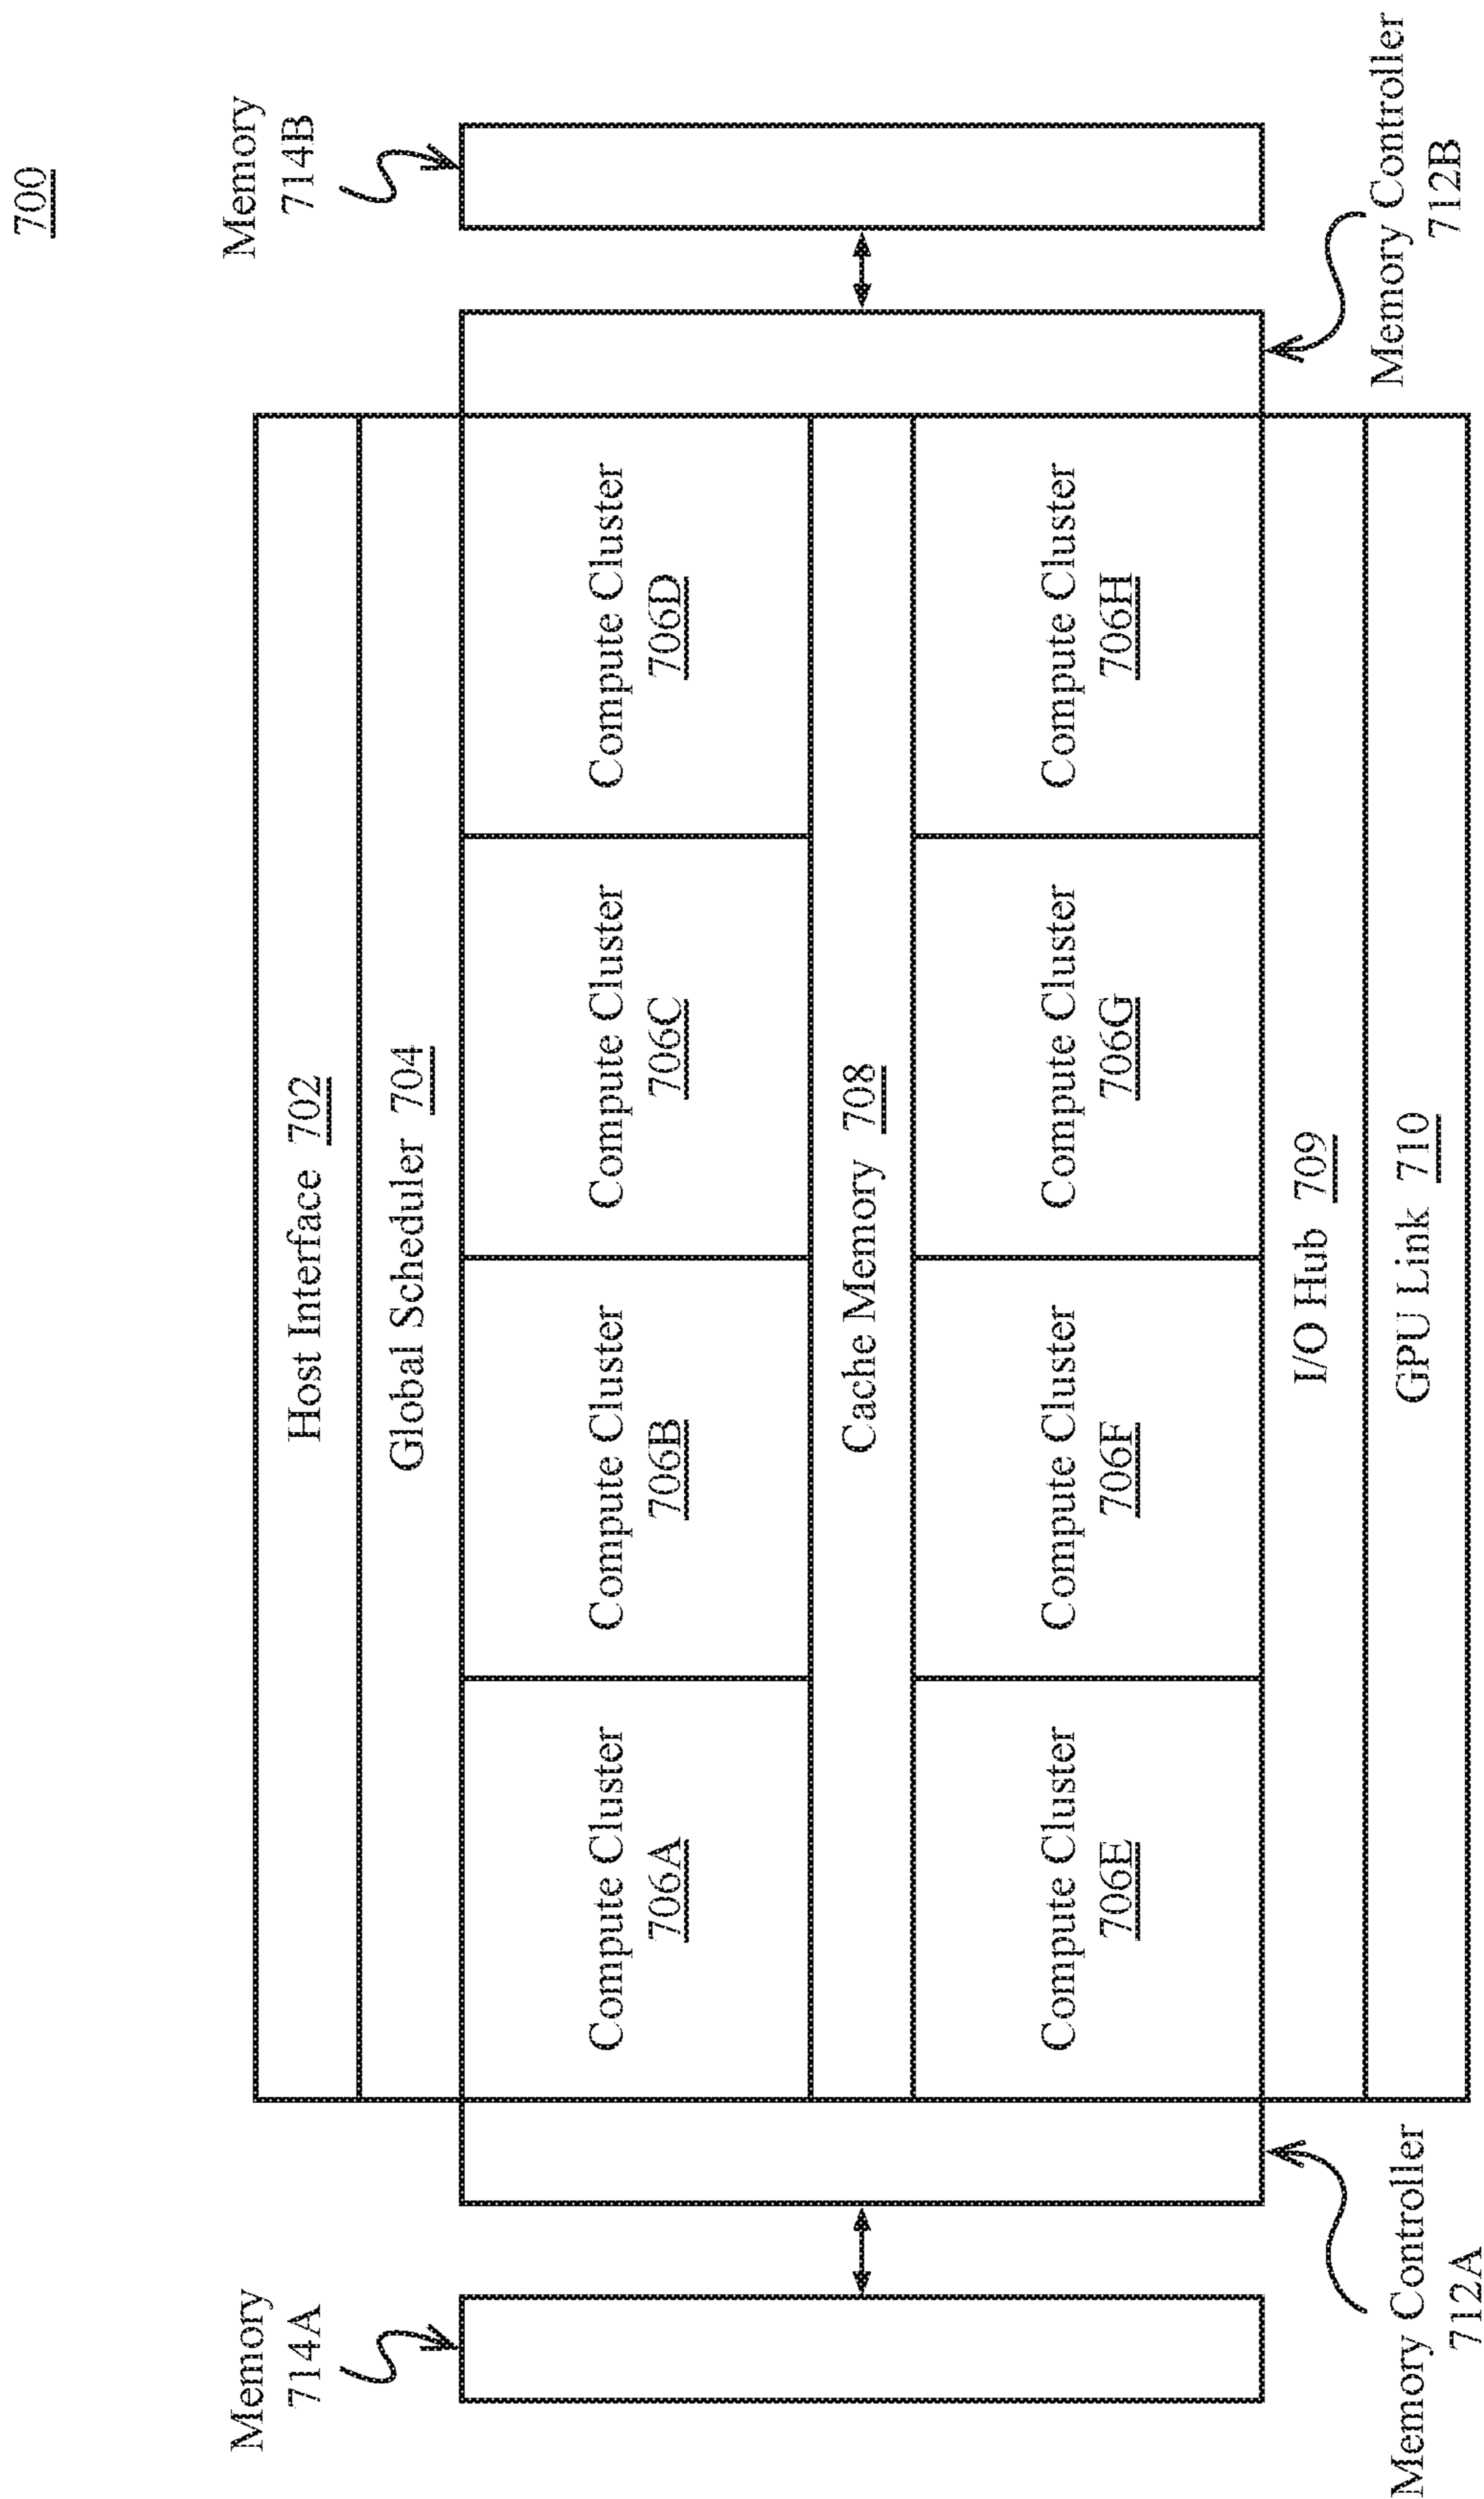 700
Memory
714A
Memory
714B
Host Interface 702
Global Scheduler 704
Compute Cluster
706A
Compute Cluster
706B
Compute Cluster
706C
Compute Cluster
706D
Cache Memory 708
Compute Cluster
706E
Compute Cluster
706F
Compute Cluster
706G
Compute Cluster
706H
I/O Hub 709
GPU Link 710
Memory Controller
712A
Memory Controller
712B